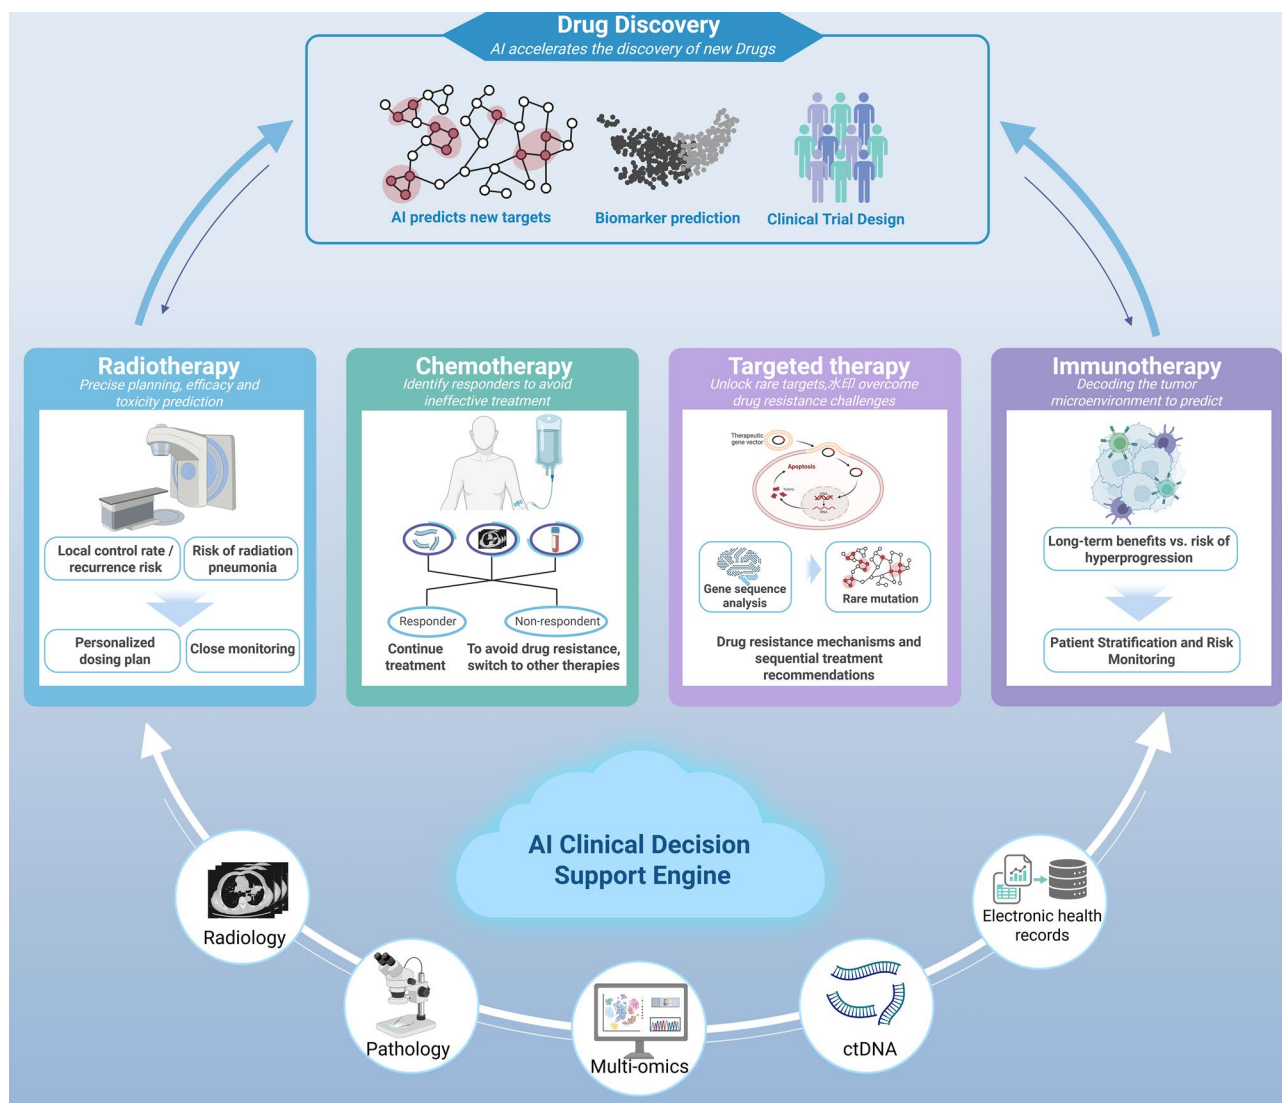 Drug Discovery
AI accelerates the discovery of new Drugs
AI predicts new targets
Biomarker prediction
Clinical Trial Design
Radiotherapy
Precise planning, efficacy and
toxicity prediction
Local control rate /
recurrence risk
Risk of radiation
pneumonia
Personalized
dosing plan
Close monitoring
Chemotherapy
Identify responders to avoid
ineffective treatment
Responder
Non-respondent
Continue
treatment
To avoid drug resistance,
switch to other therapies
Targeted therapy
Unlock rare targets,水印 overcome
drug resistance challenges
Therapeutic
gene vector
Apoptosis
Toxins
DNA
RNA
Gene sequence
analysis
Rare mutation
Drug resistance mechanisms and
sequential treatment
recommendations
Immunotherapy
Decoding the tumor
microenvironment to predict
Long-term benefits vs. risk of
hyperprogression
Patient Stratification and Risk
Monitoring
AI Clinical Decision
Support Engine
Radiology
Pathology
Multi-omics
ctDNA
Electronic health
records